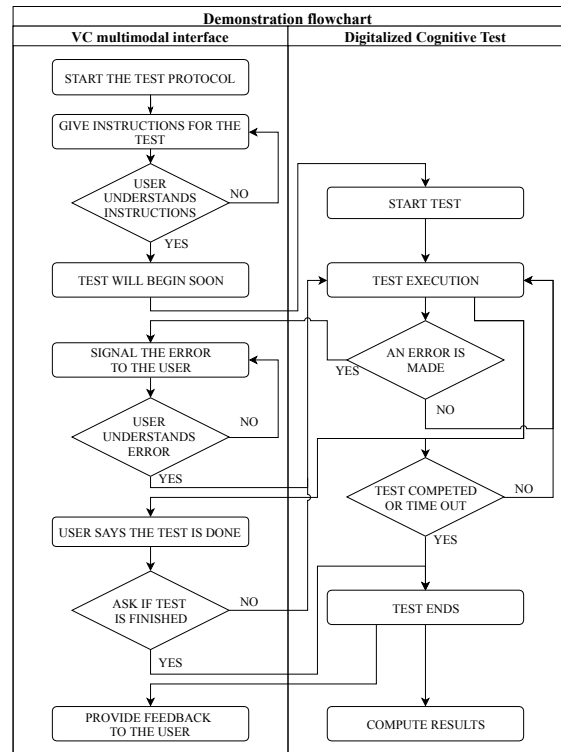 Demonstration flowchart
VC multimodal interface
Digitalized Cognitive Test
START THE TEST PROTOCOL
GIVE INSTRUCTIONS FOR THE
TEST
USER
UNDERSTANDS
INSTRUCTIONS
NO
YES
TEST WILL BEGIN SOON
START TEST
TEST EXECUTION
AN ERROR IS
MADE
YES
NO
SIGNAL THE ERROR
TO THE USER
USER
UNDERSTANDS
ERROR
NO
YES
TEST COMPETED
OR TIME OUT
NO
YES
USER SAYS THE TEST IS DONE
ASK IF TEST
IS FINISHED
NO
YES
TEST ENDS
PROVIDE FEEDBACK
TO THE USER
COMPUTE RESULTS